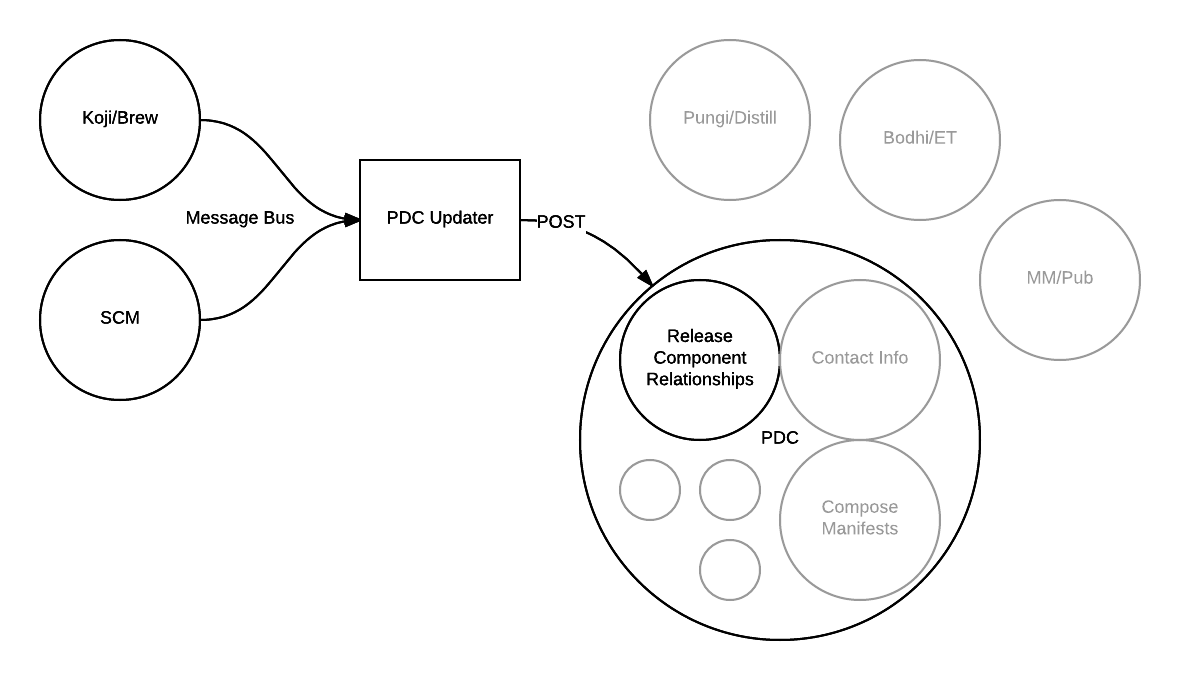 Koji/Brew
Pungi/Distill
Bodhi/ET
Message Bus
PDC Updater
POST
MM/Pub
SCM
Release
Component
Relationships
Contact Info
PDC
Compose
Manifests